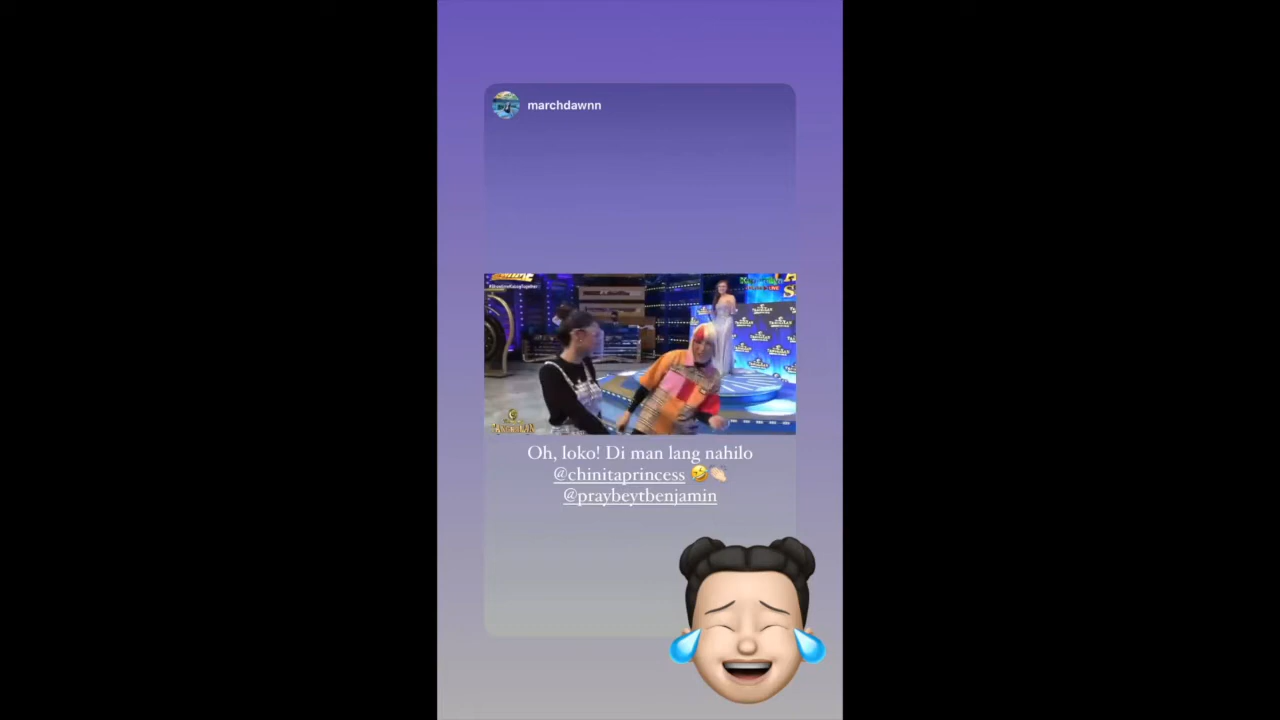 marchdawnn
Oh, loko! Di man lang nahilo
@chinitaprincess 🤣👏🏻
@praybeytbenjamin